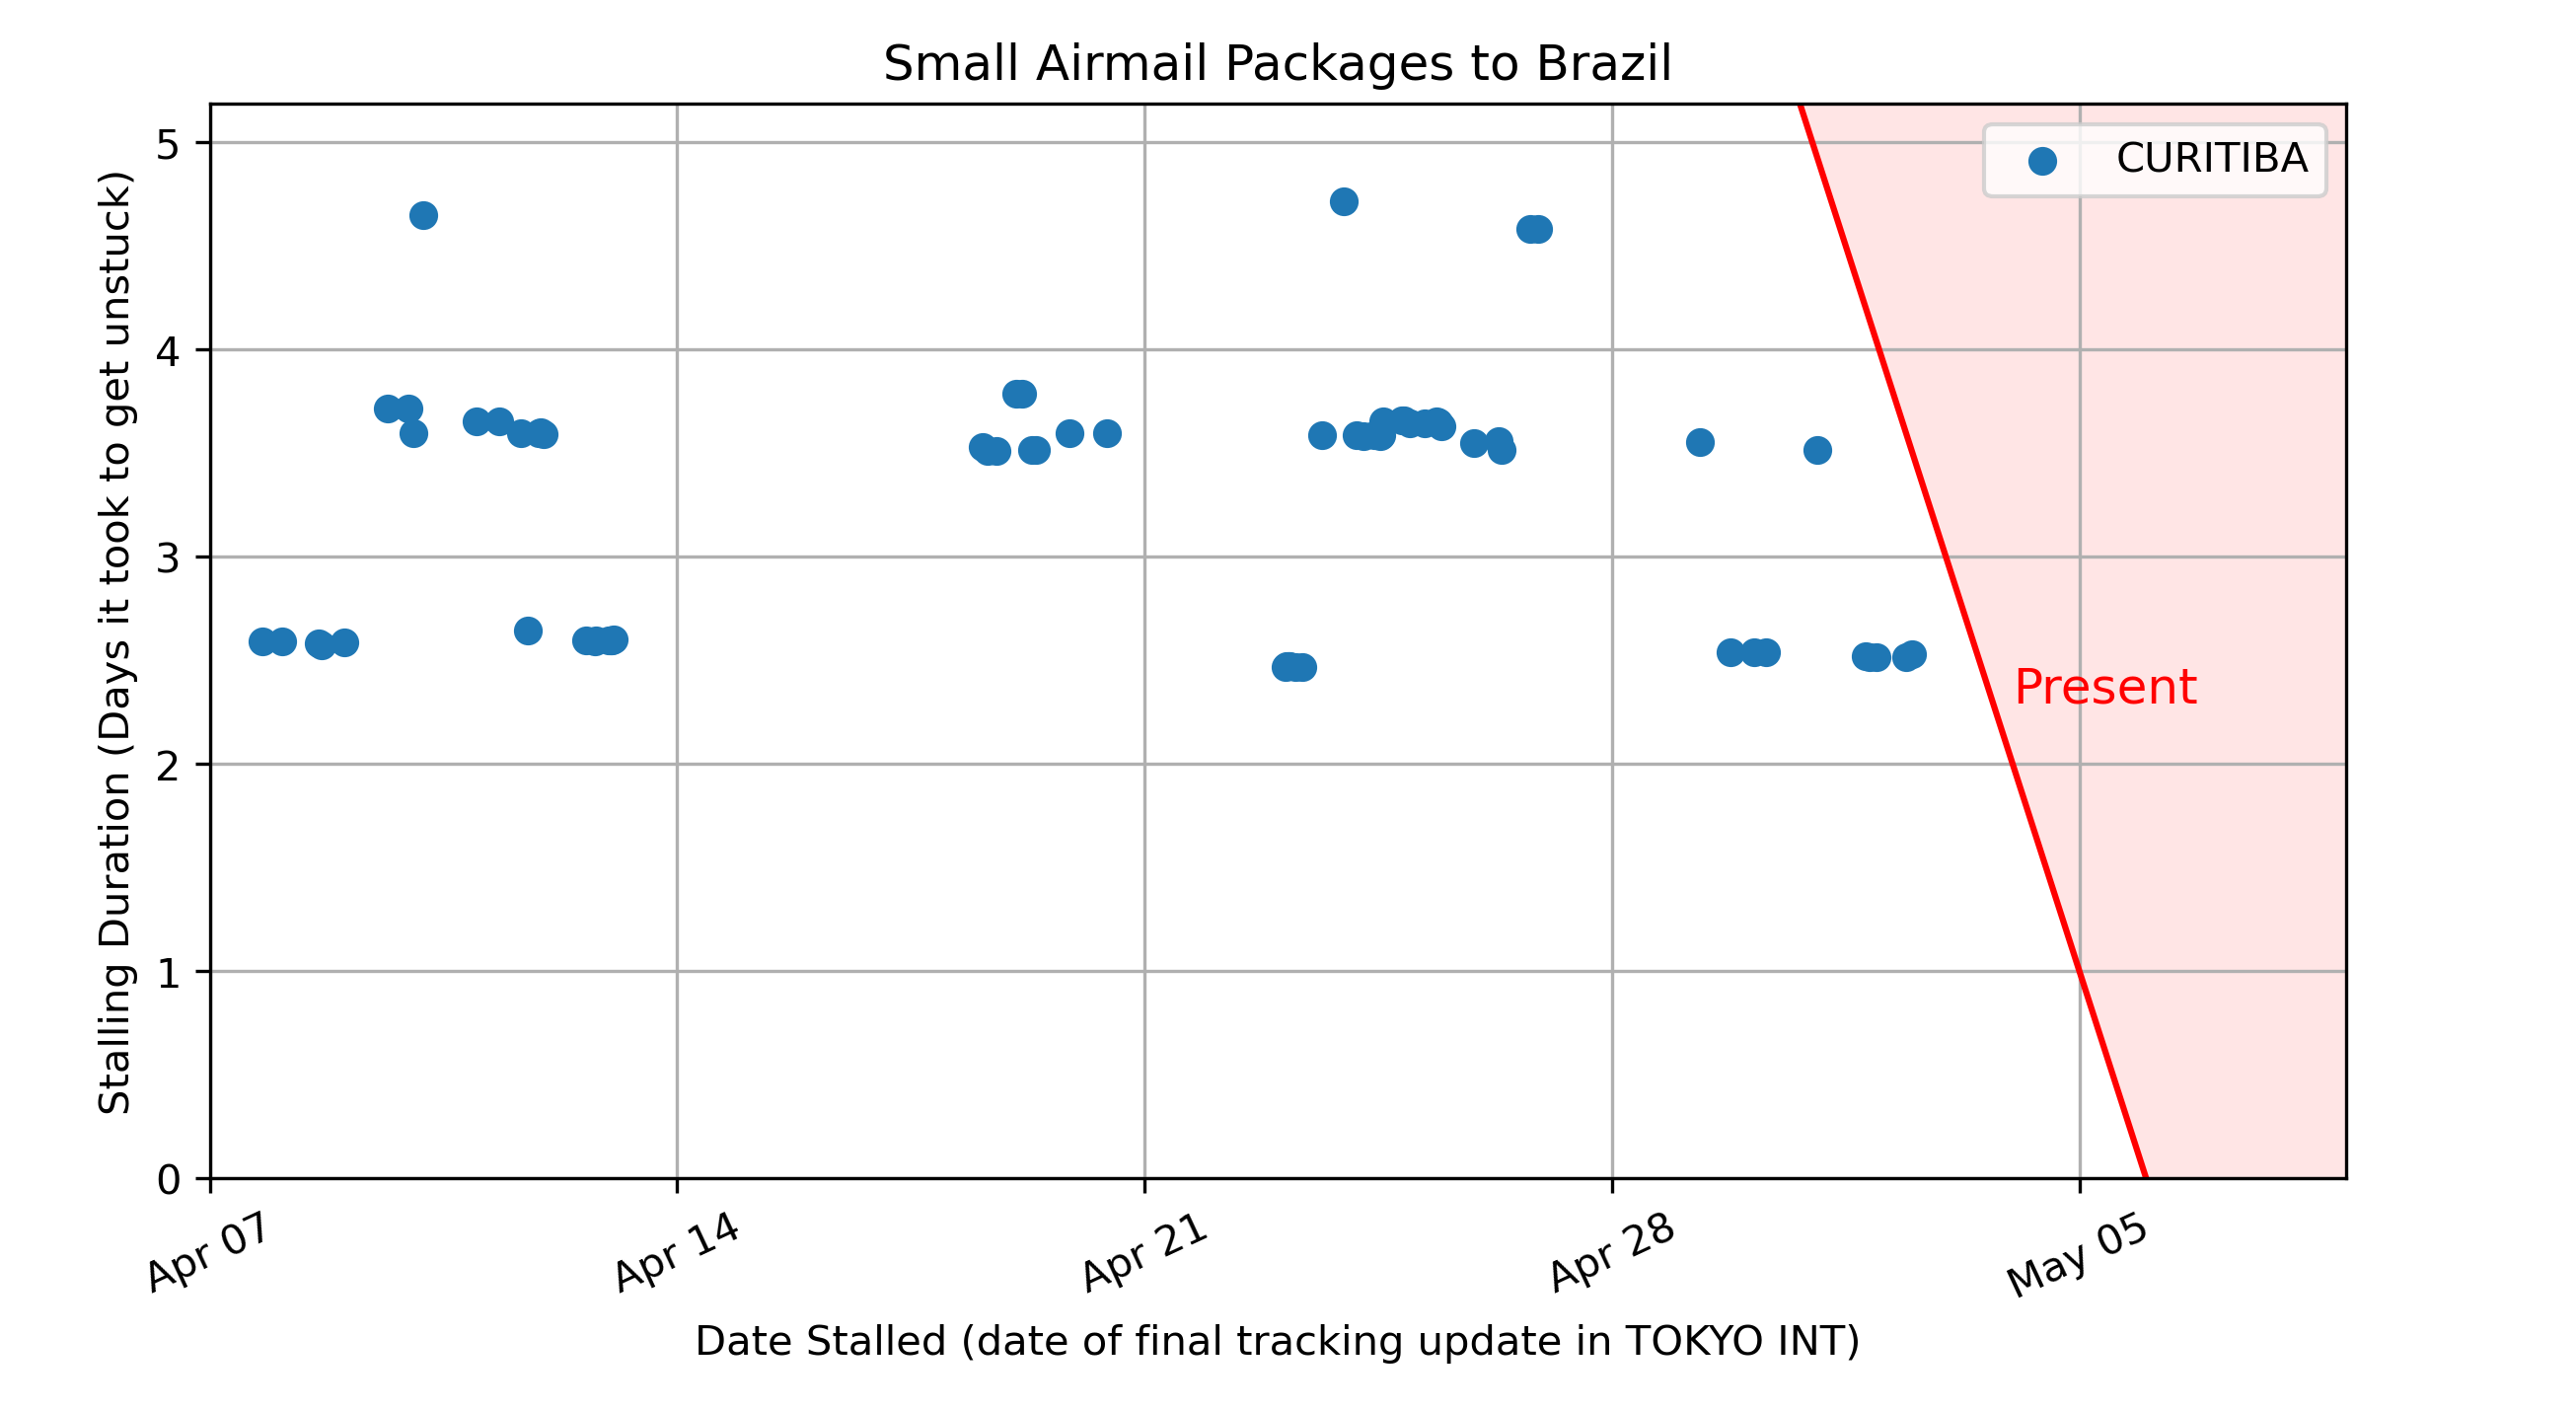 Small Airmail Packages to Brazil
CURITIBA
Stalling Duration (Days it took to get unstuck)
5
4
3
2
1
0
Present
Apr 07
Apr 14
Apr 21
Apr 28
May 05
Date Stalled (date of final tracking update in TOKYO INT)